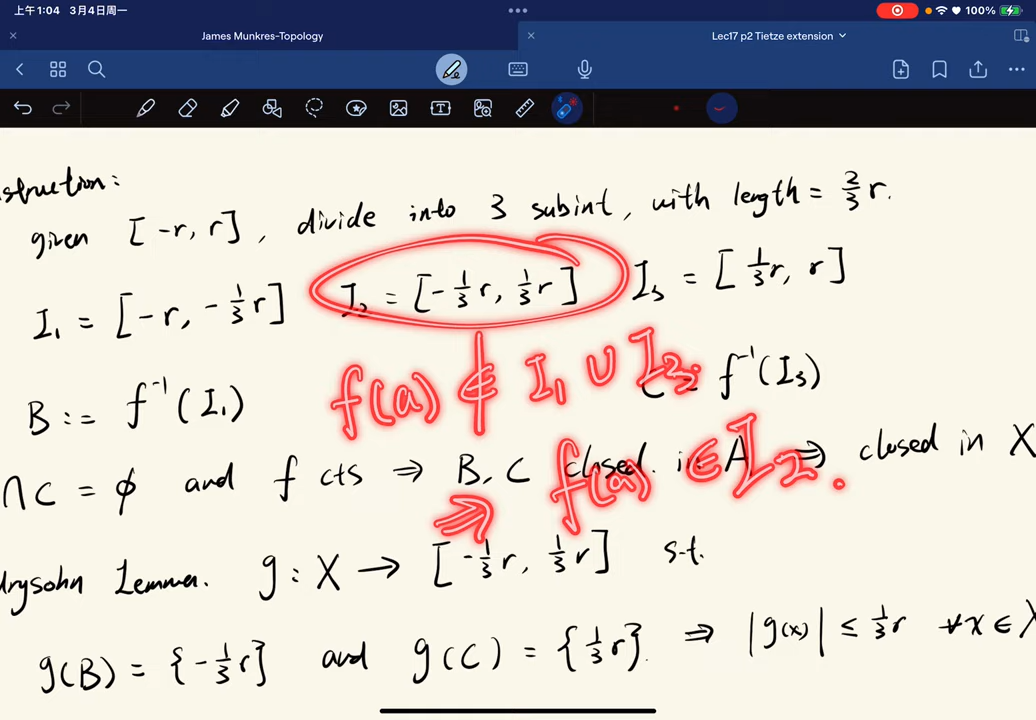 上午1:04 3月4日周一
100%
James Munkres-Topology
Lec17 p2 Tietze extension
nstruction:
given [-r, r], divide into 3 subint, with length = 2/3 r.
I₁ = [-r, -1/3 r] I₂ = [-1/3 r, 1/3 r] I₃ = [1/3 r, r]
f(a) ∉ I₁ ∪ I₃.
B := f⁻¹(I₁) C = f⁻¹(I₃)
⇒ f(a) ∈ I₂.
∩C = ∅ and f cts ⇒ B, C closed. in A ⇒ closed in X
Urysohn Lemma. g: X → [-1/3 r, 1/3 r] s.t.
g(B) = {-1/3 r} and g(C) = {1/3 r}. ⇒ |g(x)| ≤ 1/3 r ∀x ∈ X